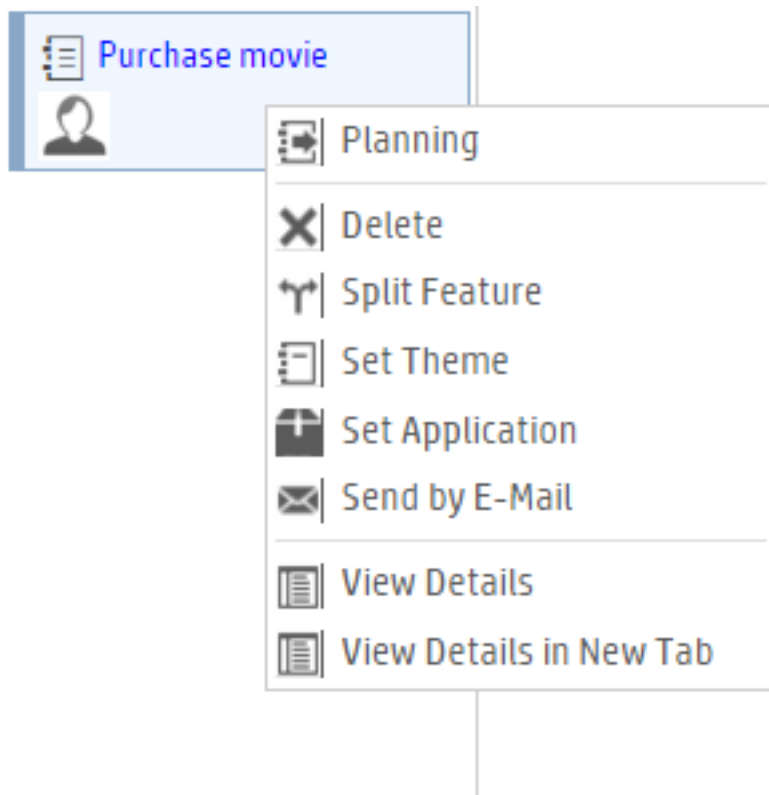 Purchase movie
Planning
Delete
Split Feature
Set Theme
Set Application
Send by E-Mail
View Details
View Details in New Tab